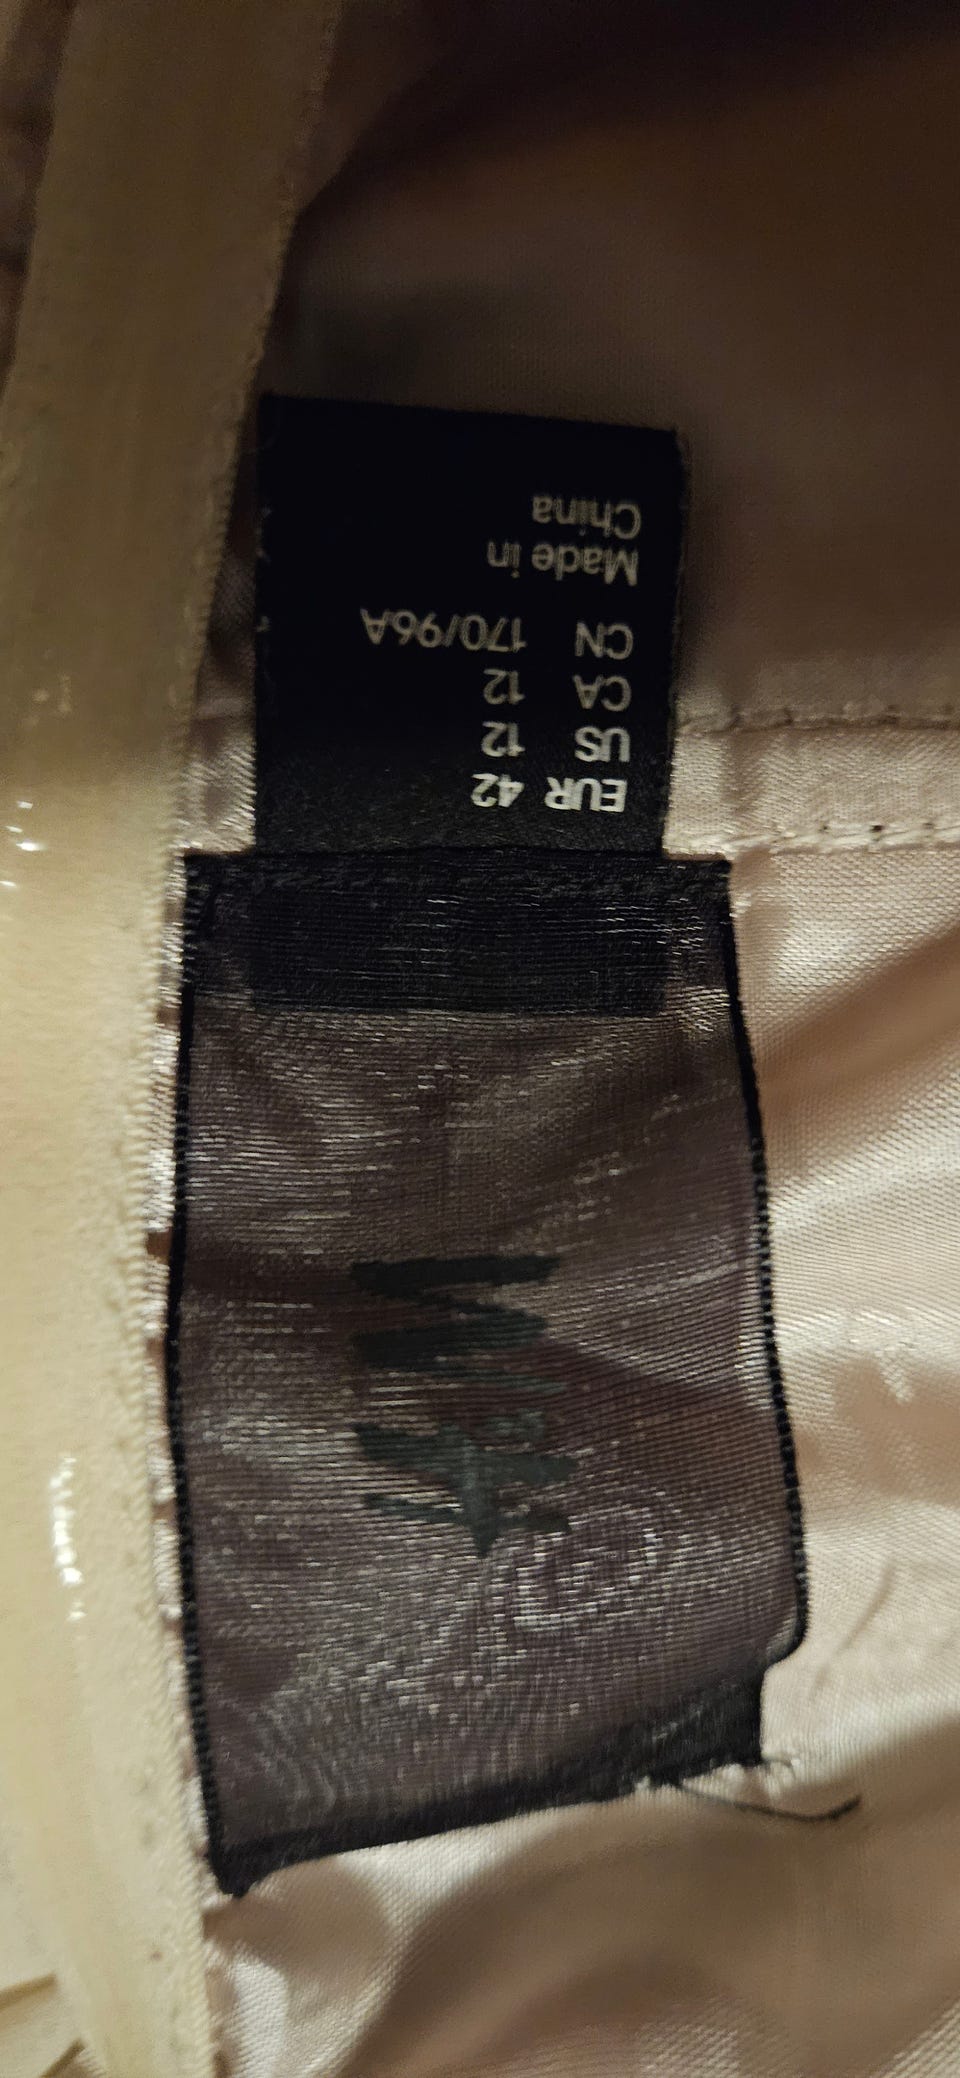 H&M
EUR 42
US 12
CA 12
CN 170/96A
Made in
China